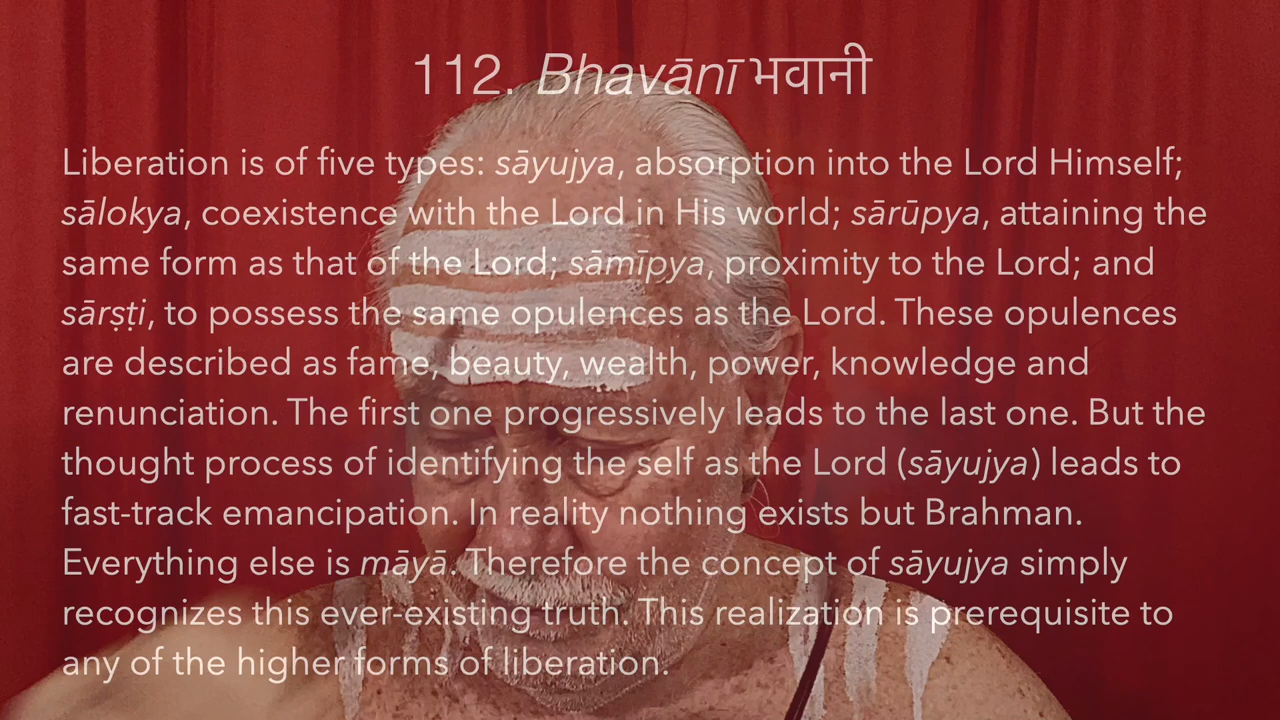 112. Bhavānī भवानी
Liberation is of five types: sāyujya, absorption into the Lord Himself;
sālokya, coexistence with the Lord in His world; sārūpya, attaining the
same form as that of the Lord; sāmīpya, proximity to the Lord; and
sārṣṭi, to possess the same opulences as the Lord. These opulences
are described as fame, beauty, wealth, power, knowledge and
renunciation. The first one progressively leads to the last one. But the
thought process of identifying the self as the Lord (sāyujya) leads to
fast-track emancipation. In reality nothing exists but Brahman.
Everything else is māyā. Therefore the concept of sāyujya simply
recognizes this ever-existing truth. This realization is prerequisite to
any of the higher forms of liberation.